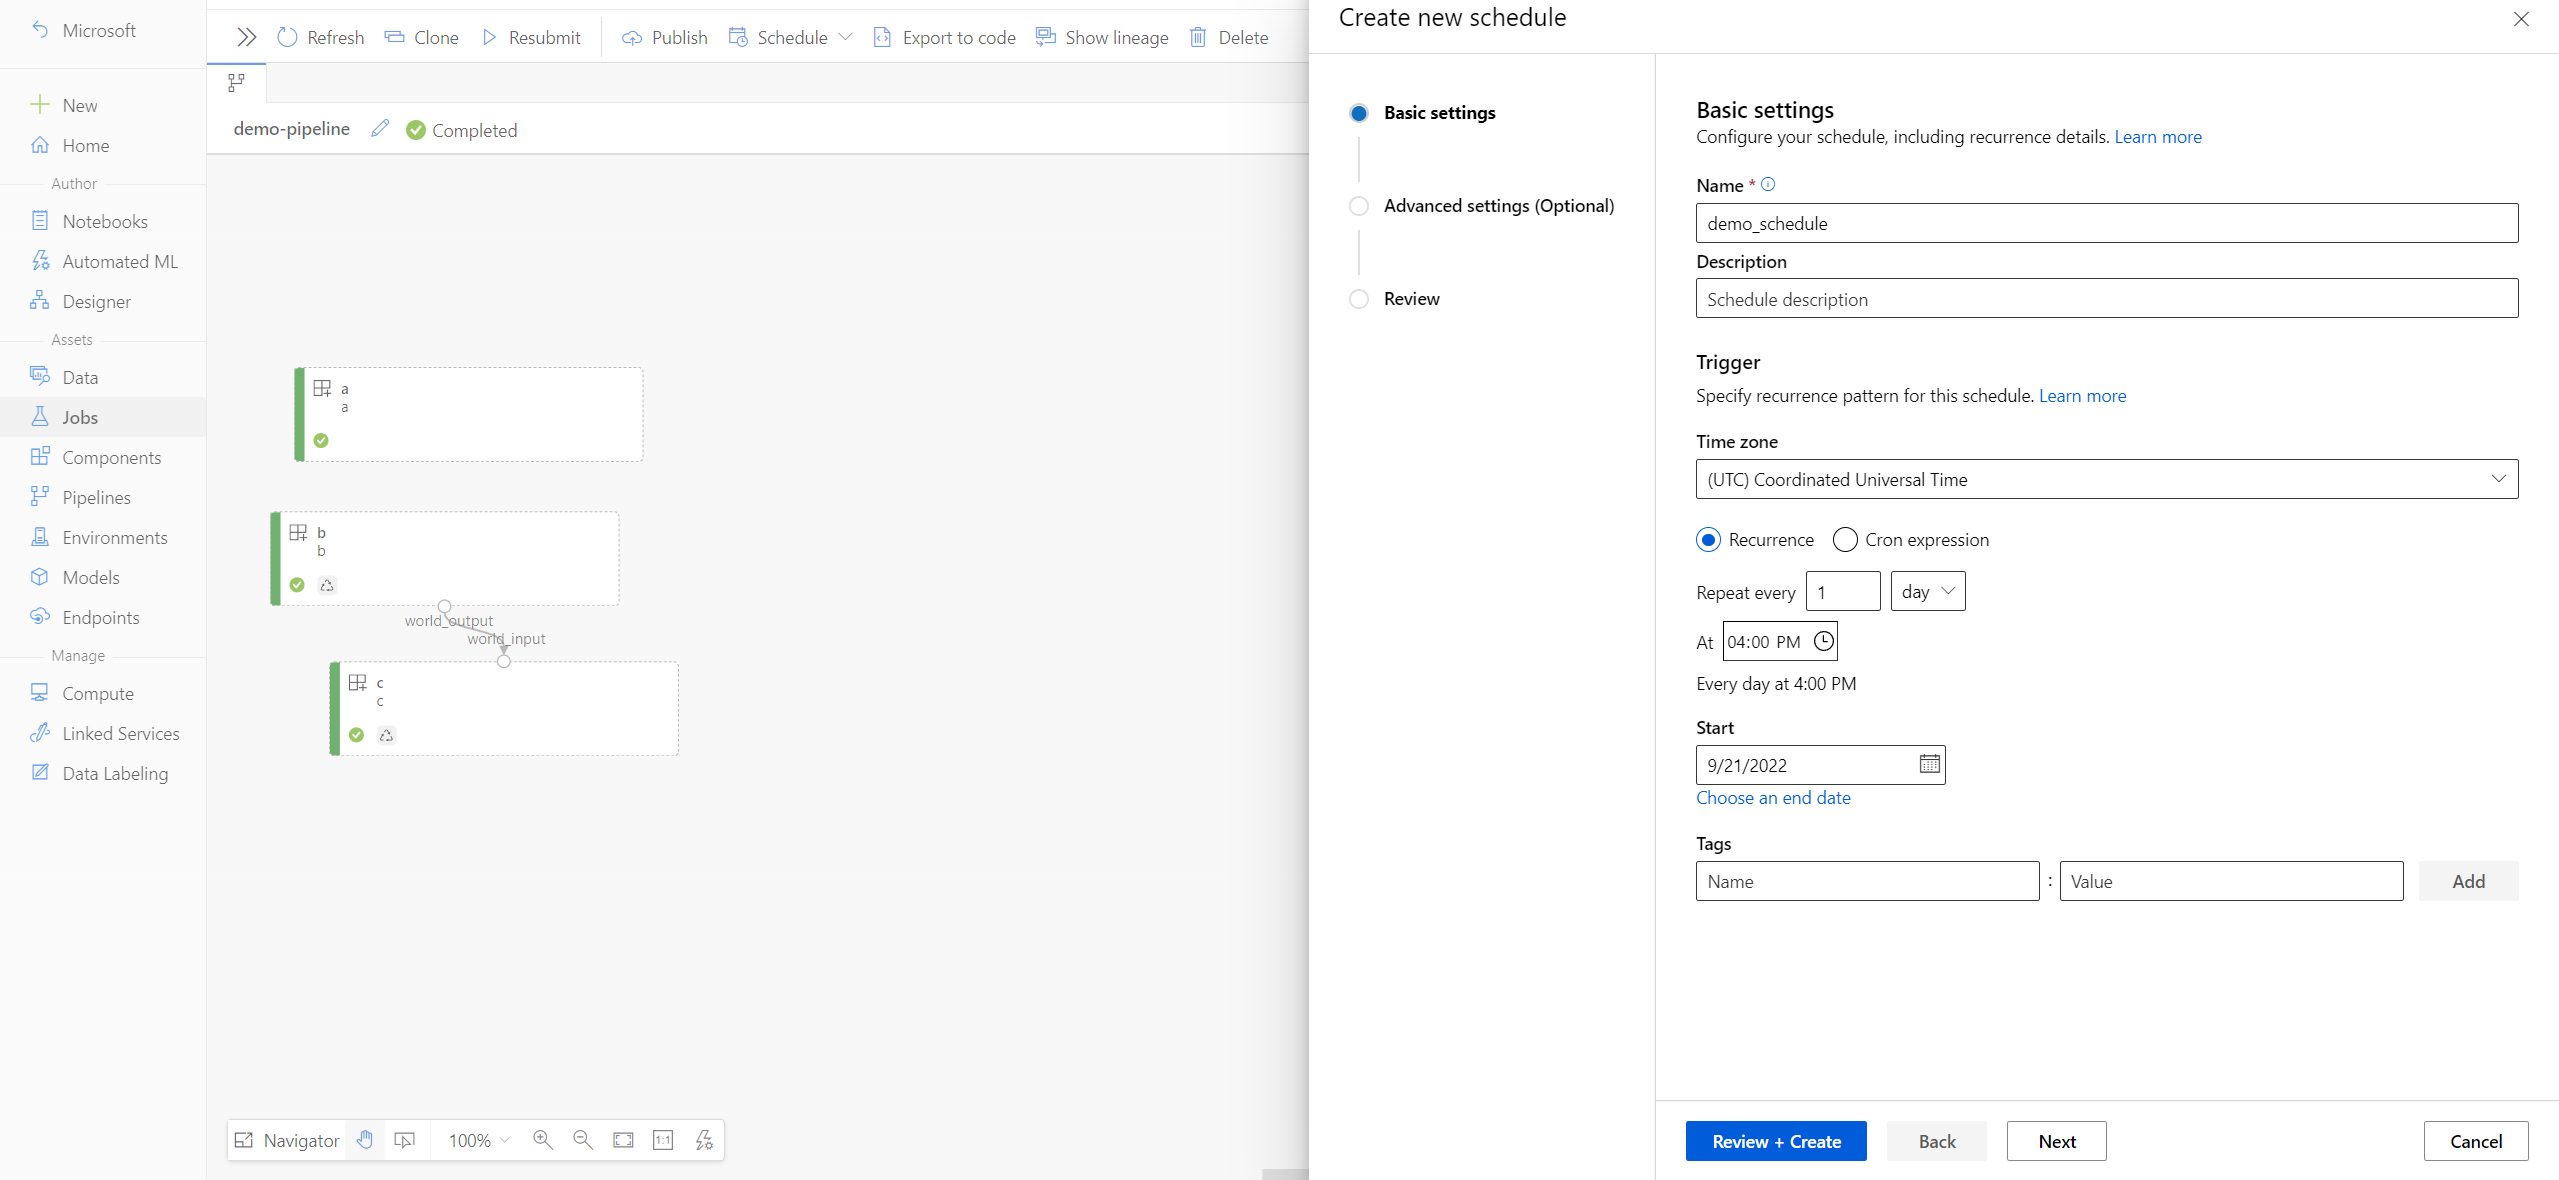 Microsoft
New
Home
Author
Notebooks
Automated ML
Designer
Assets
Data
Jobs
Components
Pipelines
Environments
Models
Endpoints
Manage
Compute
Linked Services
Data Labeling
Refresh
Clone
Resubmit
Publish
Schedule
Export to code
Show lineage
Delete
demo-pipeline
Completed
a
a
b
b
world_output
world_input
c
c
Navigator
100%
1:1
Create new schedule
Basic settings
Advanced settings (Optional)
Review
Basic settings
Configure your schedule, including recurrence details. Learn more
Name *
demo_schedule
Description
Schedule description
Trigger
Specify recurrence pattern for this schedule. Learn more
Time zone
(UTC) Coordinated Universal Time
Recurrence
Cron expression
Repeat every 1 day
At 04:00 PM
Every day at 4:00 PM
Start
9/21/2022
Choose an end date
Tags
Name : Value Add
Review + Create
Back
Next
Cancel